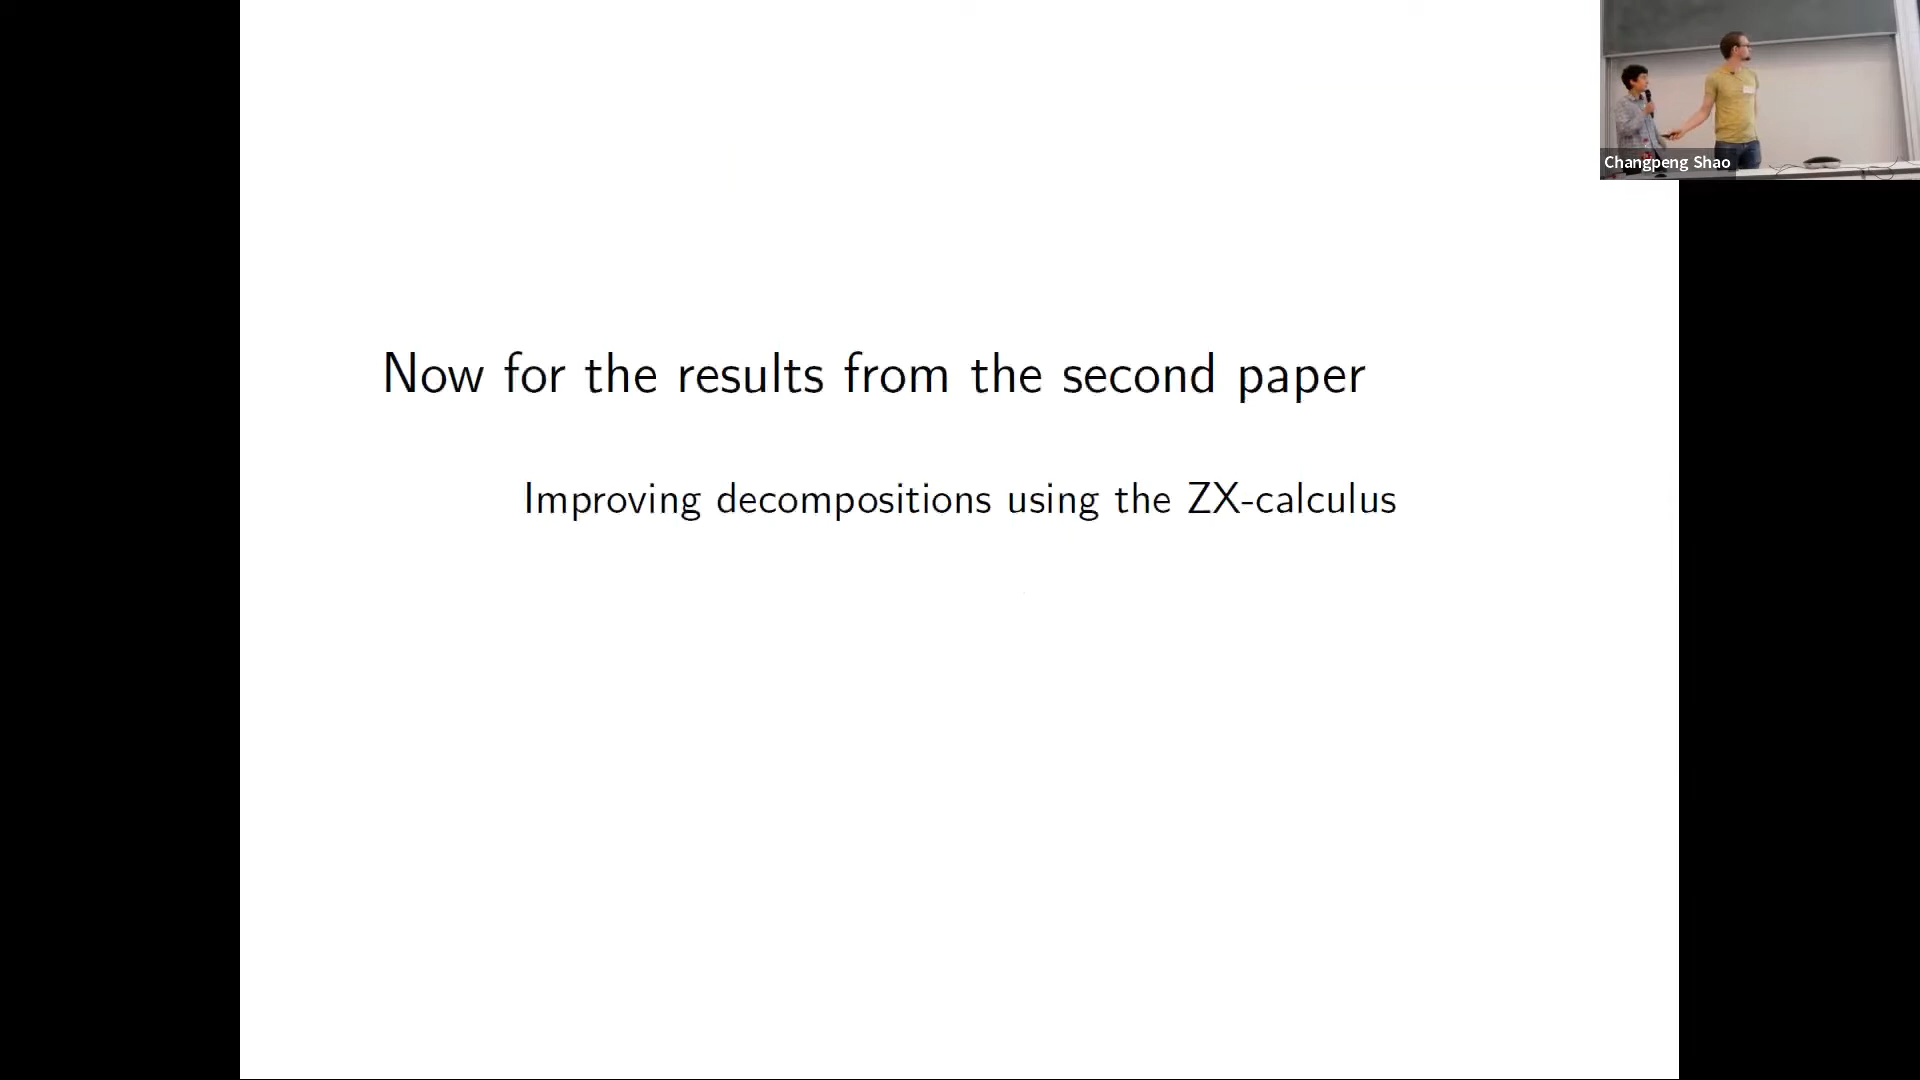 Changpeng Shao
Now for the results from the second paper
Improving decompositions using the ZX-calculus